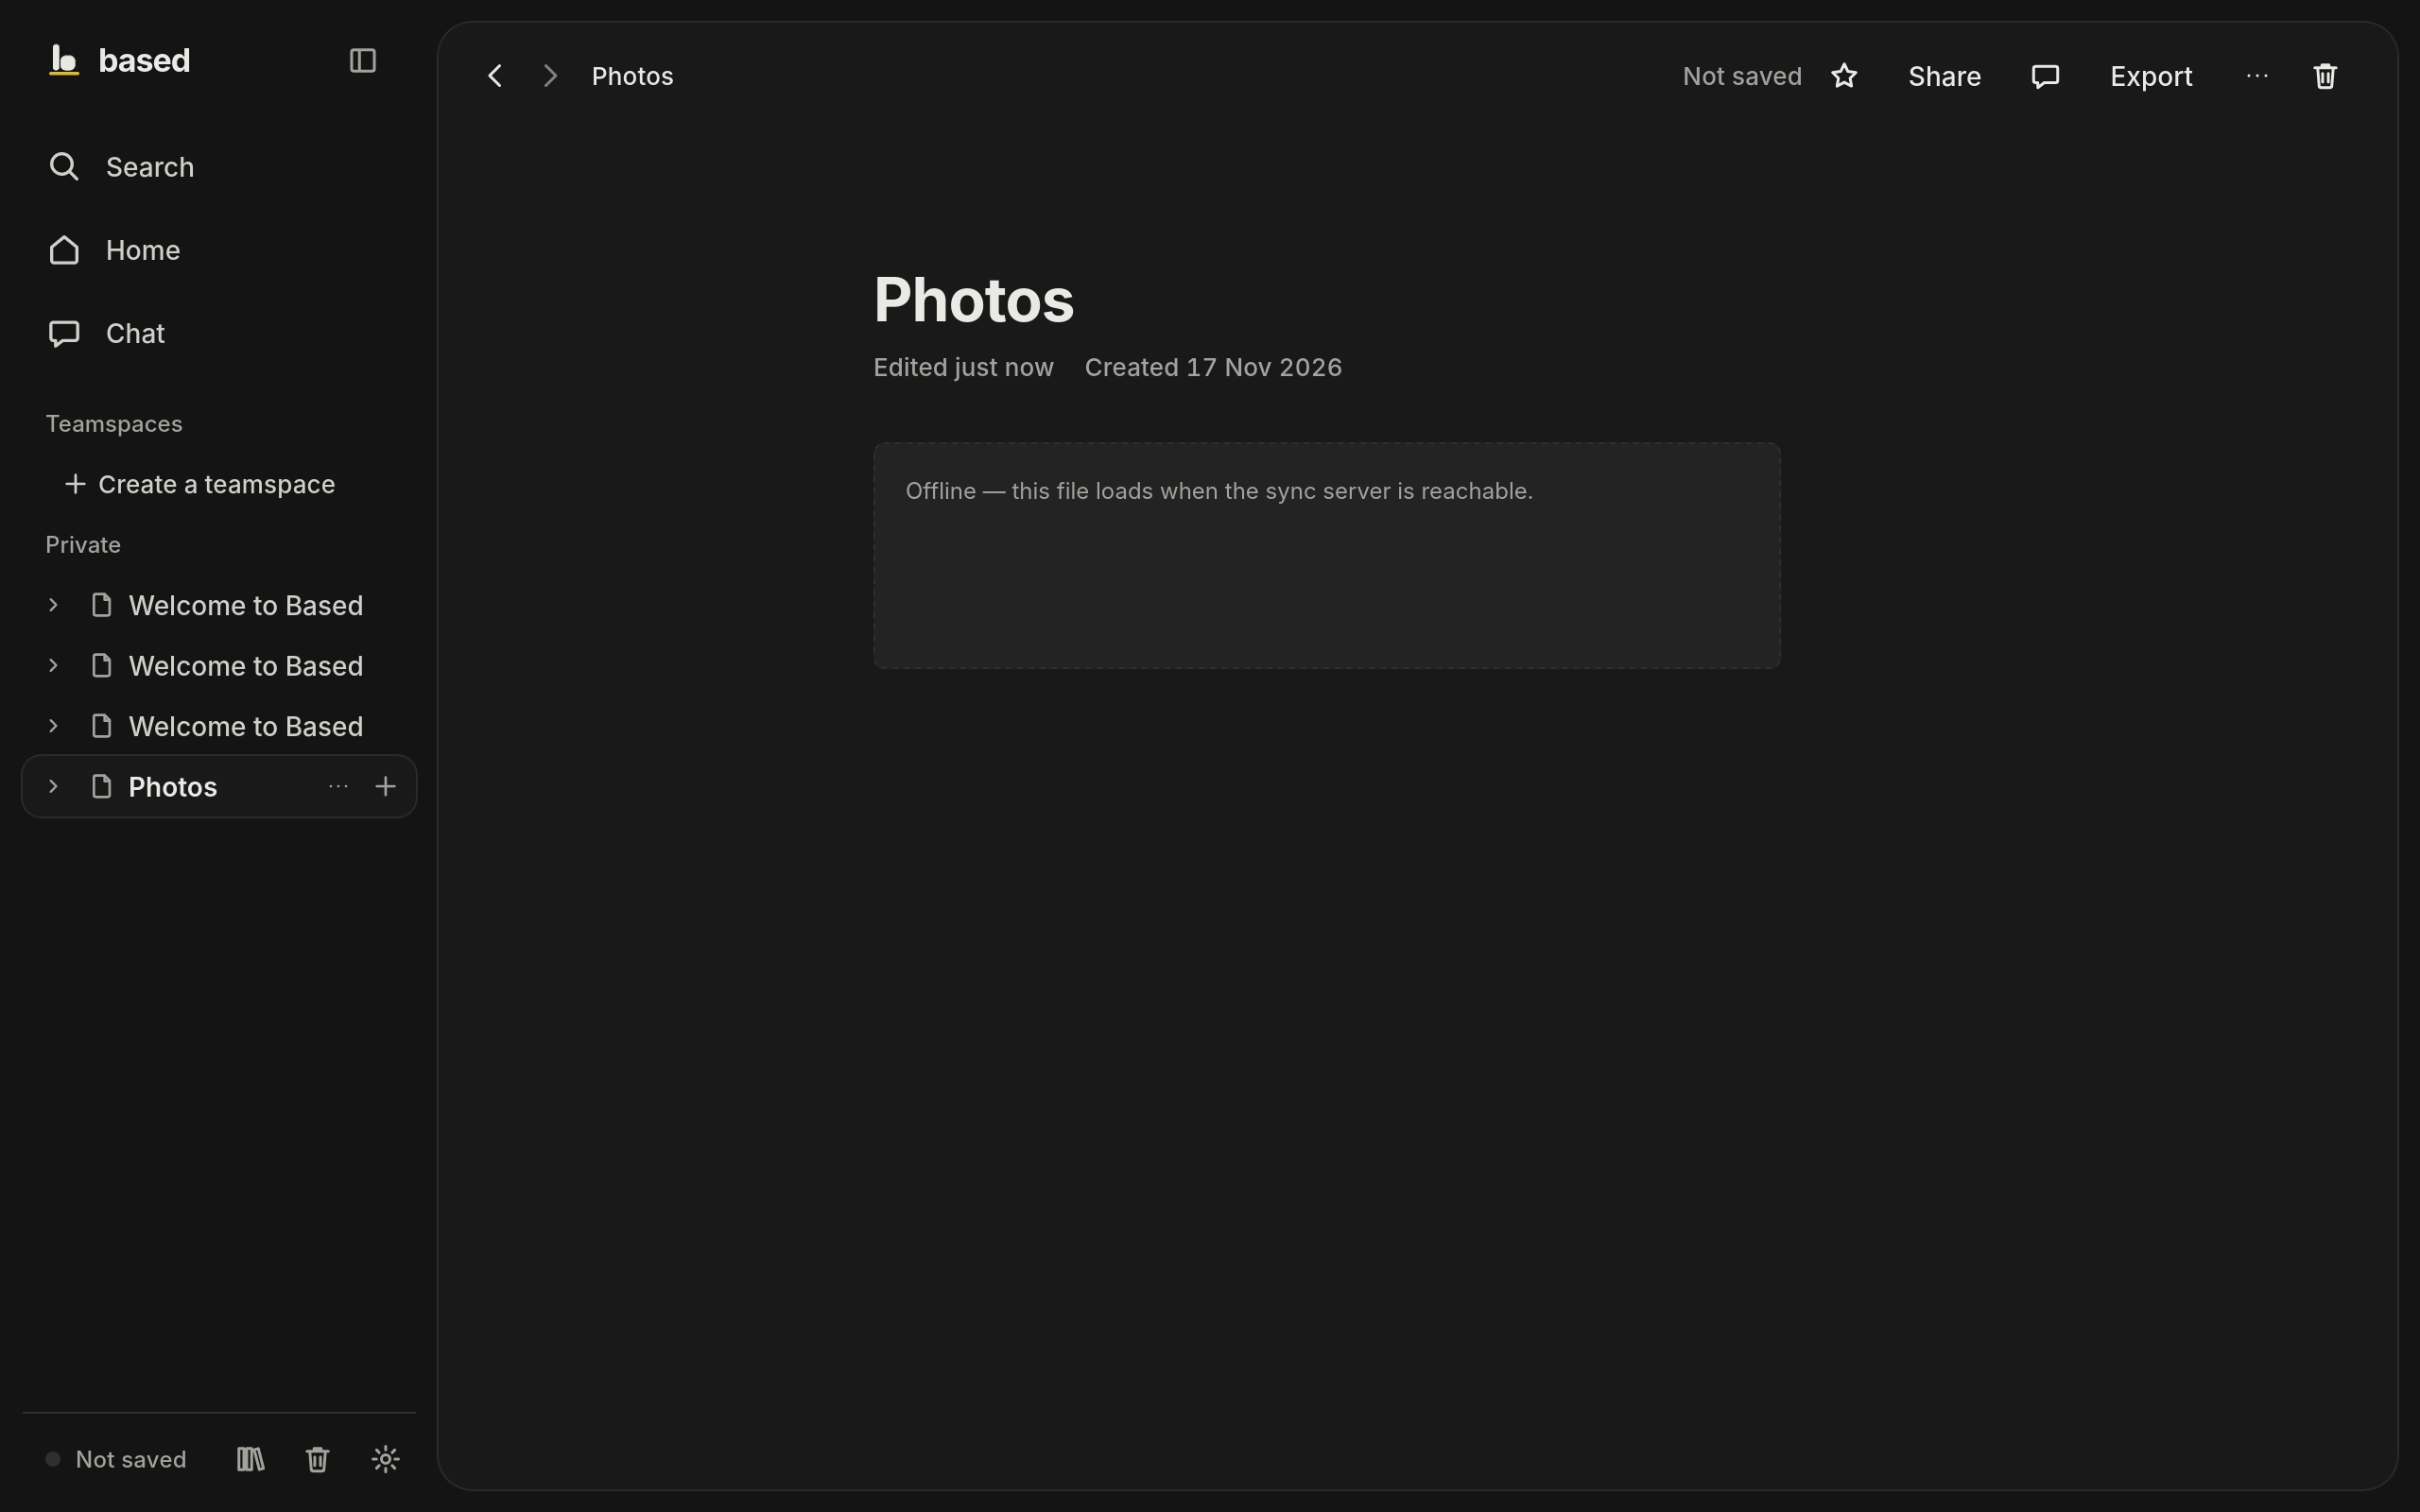 based
Search
Home
Chat
Teamspaces
Create a teamspace
Private
Welcome to Based
Welcome to Based
Welcome to Based
Photos
Not saved
Photos
Not saved
Share
Export
Photos
Edited just now Created 17 Nov 2026
Offline — this file loads when the sync server is reachable.